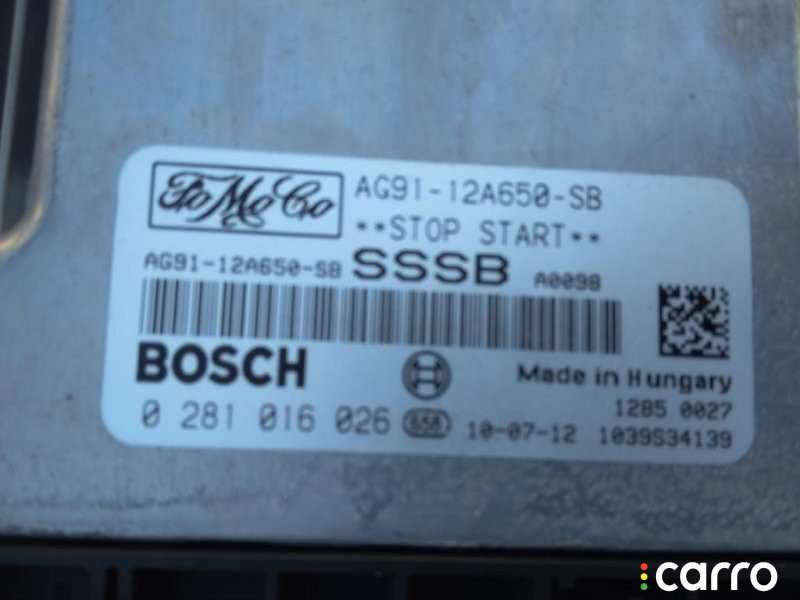 FoMoCo
AG91-12A650-SB
**STOP START**
AG91-12A650-SB SSSB A0098
BOSCH
Made in Hungary
1285 0027
0 281 016 026 658 10-07-12 1039S34139
carro